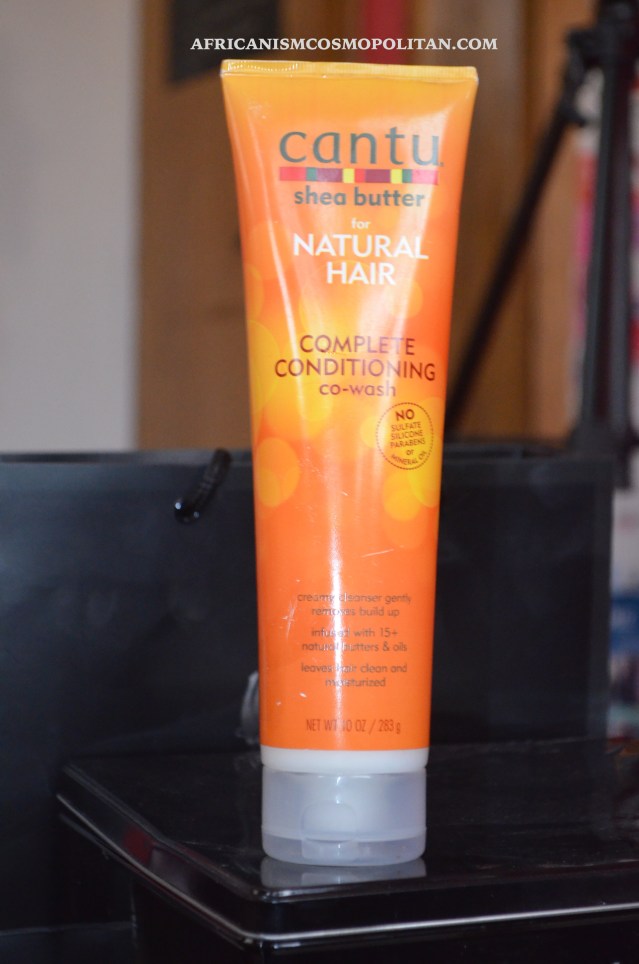 AFRICANISMCOSMOPOLITAN.COM
cantu
shea butter
for
NATURAL
HAIR
COMPLETE
CONDITIONING
co-wash
NO
SULFATE
SILICONE
PARABENS
or
MINERAL OIL
creamy cleanser gently
removes build up
infused with 15+
natural butters & oils
leaves hair clean and
moisturized
NET WT 10 OZ / 283 g